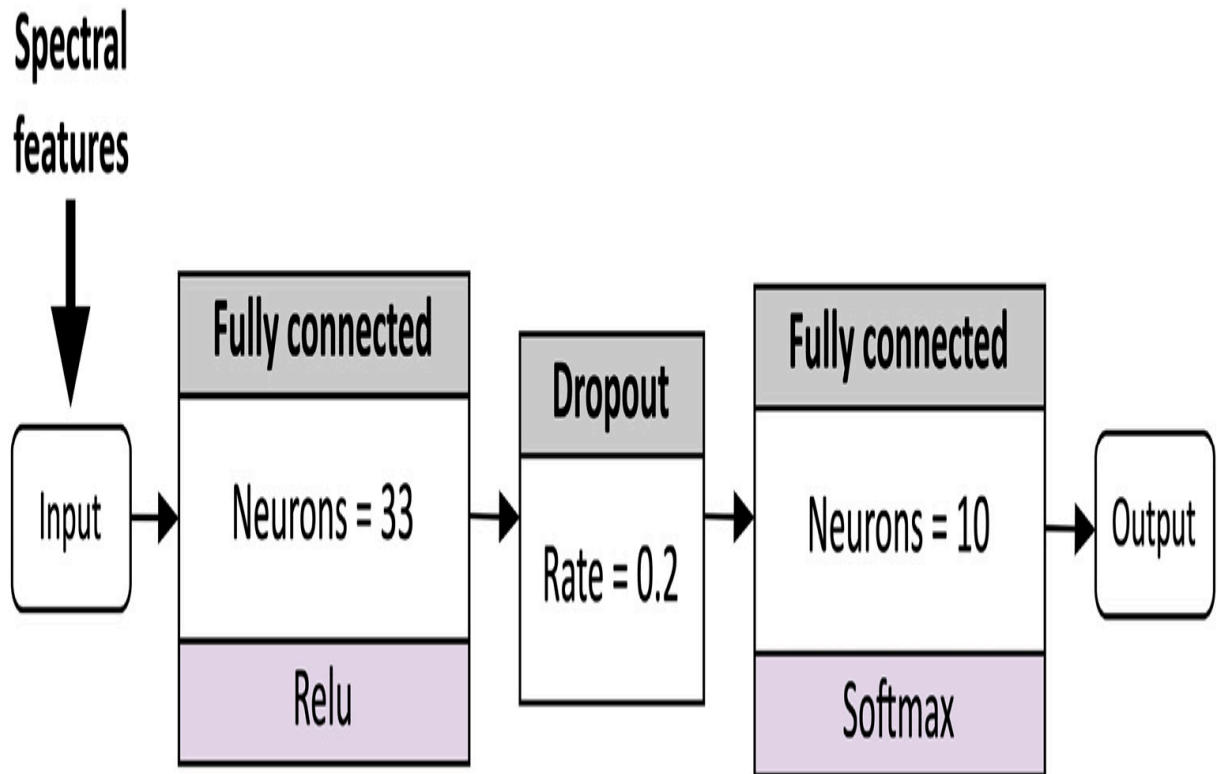 Spectral
features
Input
Fully connected
Neurons = 33
Relu
Dropout
Rate = 0.2
Fully connected
Neurons = 10
Softmax
Output